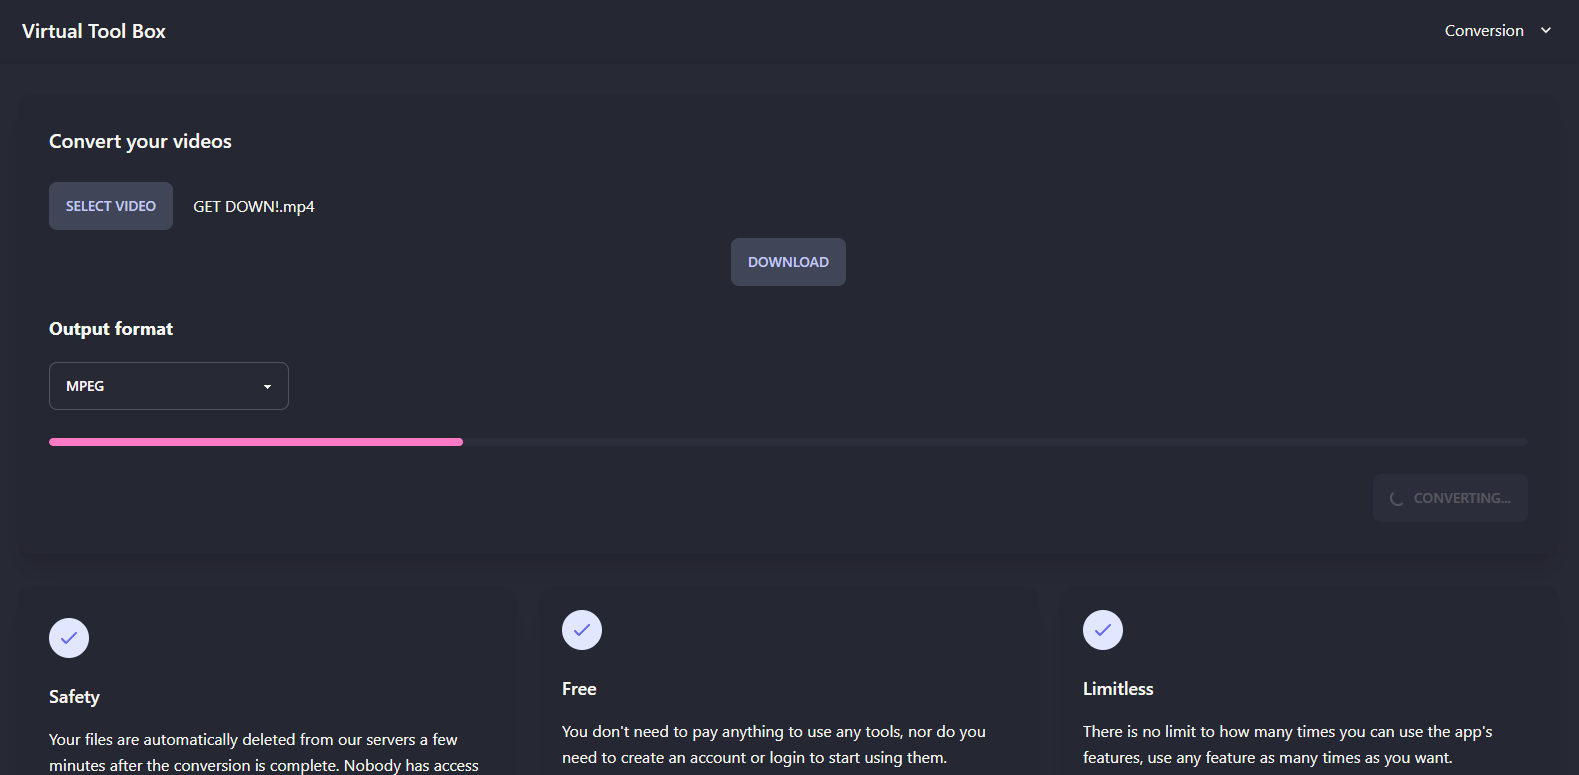 Virtual Tool Box
Conversion
Convert your videos
SELECT VIDEO GET DOWN!.mp4
DOWNLOAD
Output format
MPEG
CONVERTING...
Safety
Your files are automatically deleted from our servers a few
minutes after the conversion is complete. Nobody has access
Free
You don't need to pay anything to use any tools, nor do you
need to create an account or login to start using them.
Limitless
There is no limit to how many times you can use the app's
features, use any feature as many times as you want.